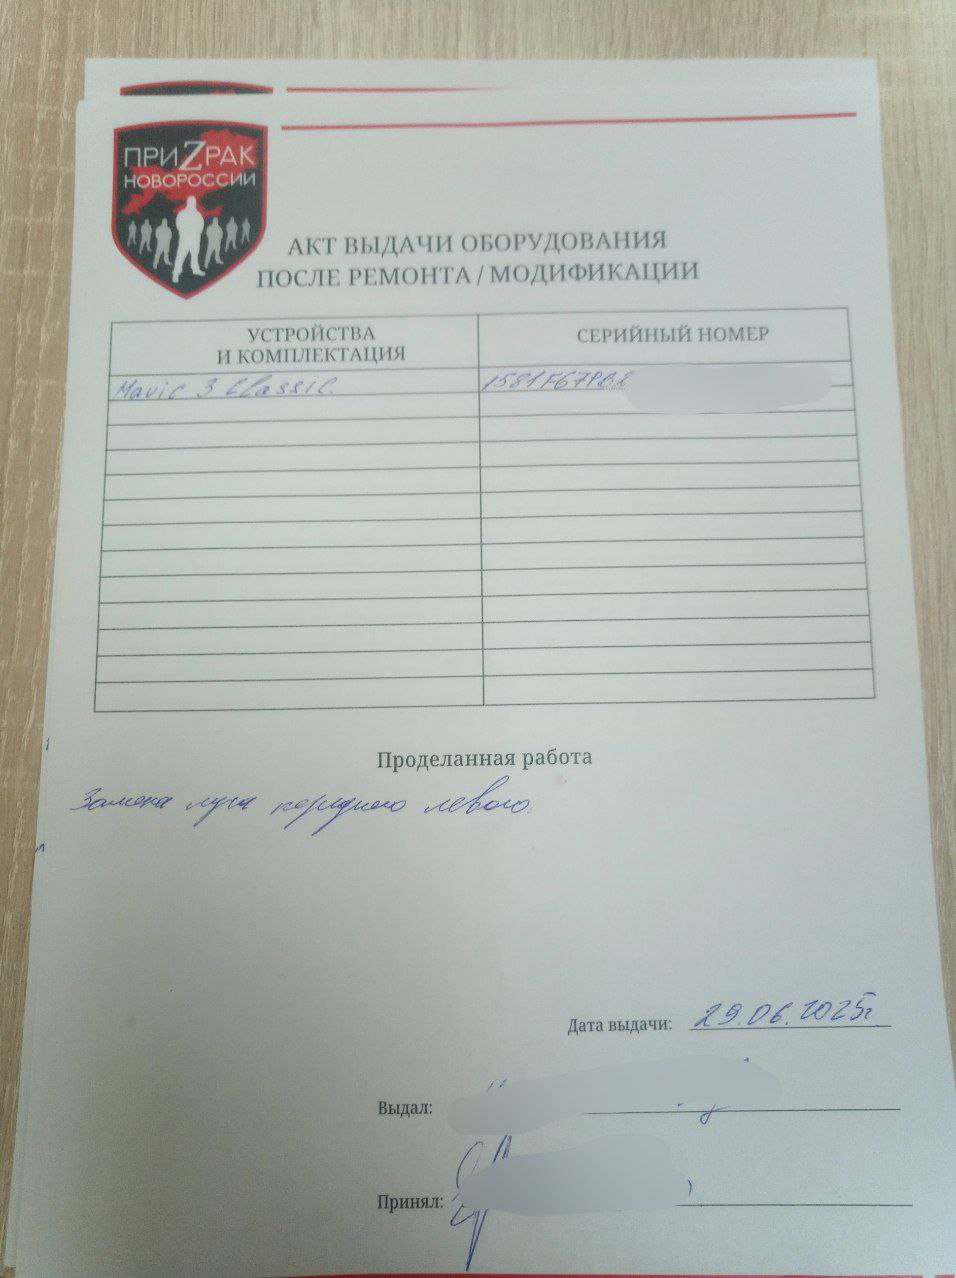 ПРИZРАК
НОВОРОССИИ
АКТ ВЫДАЧИ ОБОРУДОВАНИЯ
ПОСЛЕ РЕМОНТА / МОДИФИКАЦИИ
УСТРОЙСТВА
И КОМПЛЕКТАЦИЯ
СЕРИЙНЫЙ НОМЕР
Mavic 3 Classic.
Проделанная работа
Замена луча переднего левого.
Дата выдачи: 29.06.2025г.
Выдал:
Принял: